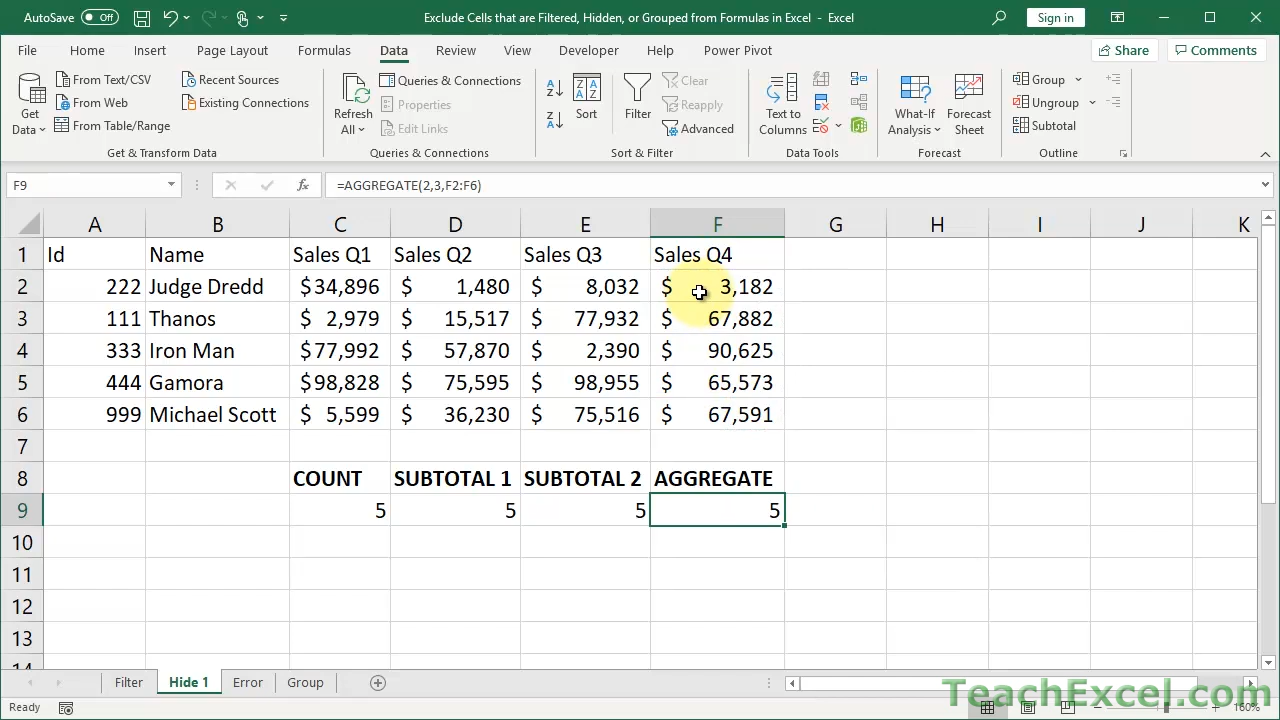 AutoSave Off Exclude Cells that are Filtered, Hidden, or Grouped from Formulas in Excel - Excel Sign in
File Home Insert Page Layout Formulas Data Review View Developer Help Power Pivot Share Comments
Get Data From Text/CSV From Web From Table/Range Recent Sources Existing Connections
Refresh All Queries & Connections Properties Edit Links
Sort Filter Clear Reapply Advanced
Text to Columns
What-If Analysis Forecast Sheet
Group Ungroup Subtotal
Get & Transform Data Queries & Connections Sort & Filter Data Tools Forecast Outline
F9 fx =AGGREGATE(2,3,F2:F6)
A B C D E F G H I J K
1 Id Name Sales Q1 Sales Q2 Sales Q3 Sales Q4
2 222 Judge Dredd $34,896 $ 1,480 $ 8,032 $ 3,182
3 111 Thanos $ 2,979 $ 15,517 $ 77,932 $ 67,882
4 333 Iron Man $77,992 $ 57,870 $ 2,390 $ 90,625
5 444 Gamora $98,828 $ 75,595 $ 98,955 $ 65,573
6 999 Michael Scott $ 5,599 $ 36,230 $ 75,516 $ 67,591
7
8 COUNT SUBTOTAL 1 SUBTOTAL 2 AGGREGATE
9 5 5 5 5
10
11
12
13
14
Filter Hide 1 Error Group
Ready 160%
TeachExcel.com